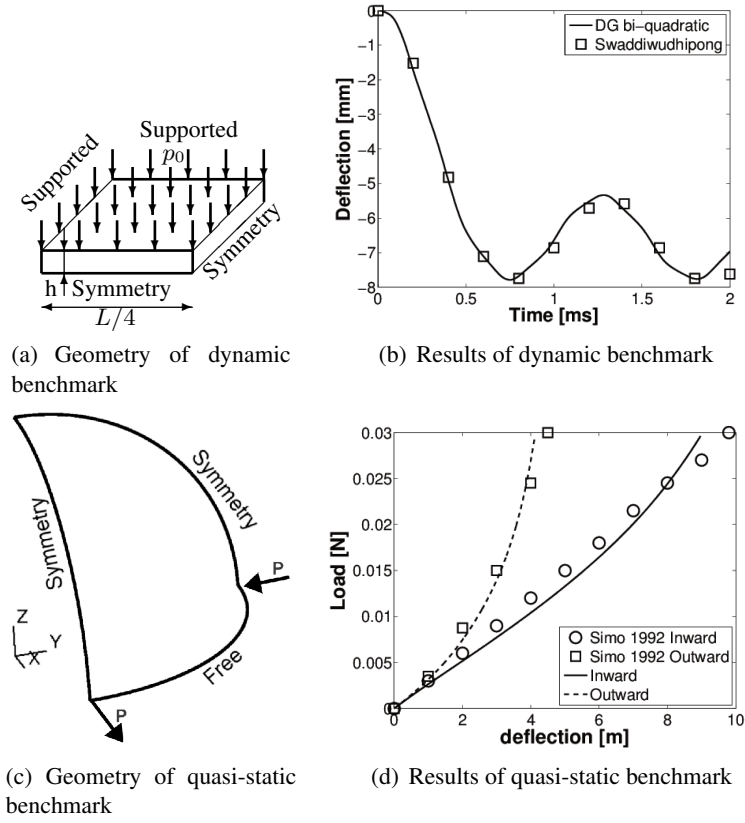 Supported
p0
Supported
Symmetry
h
Symmetry
L/4
(a) Geometry of dynamic
benchmark
0
−1
−2
−3
−4
−5
−6
−7
−8
Deflection [mm]
DG bi−quadratic
Swaddiwudhipong
0
0.5
1
1.5
2
Time [ms]
(b) Results of dynamic benchmark
Symmetry
Symmetry
P
Z
Y
X
Free
P
(c) Geometry of quasi-static
benchmark
0.03
0.025
0.02
0.015
0.01
0.005
0
Load [N]
Simo 1992 Inward
Simo 1992 Outward
Inward
Outward
0
2
4
6
8
10
deflection [m]
(d) Results of quasi-static benchmark